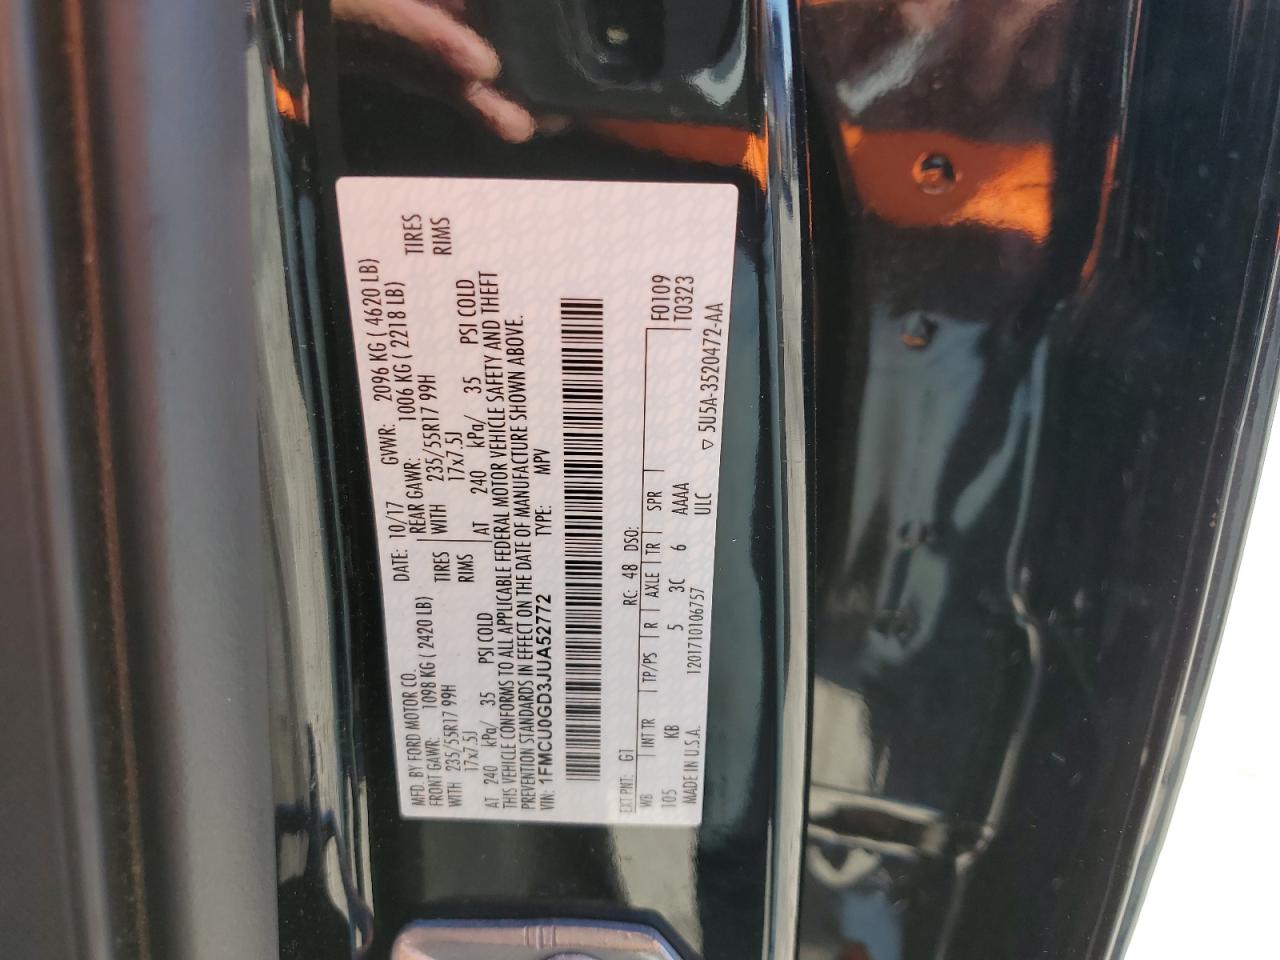 MFD. BY FORD MOTOR CO. DATE: 10/17 GVWR: 2096 KG ( 4620 LB)
FRONT GAWR: 1098 KG ( 2420 LB) REAR GAWR: 1006 KG ( 2218 LB)
WITH 235/55R17 99H TIRES WITH 235/55R17 99H TIRES
17x7.5J RIMS 17x7.5J RIMS
AT 240 kPa/ 35 PSI COLD AT 240 kPa/ 35 PSI COLD
THIS VEHICLE CONFORMS TO ALL APPLICABLE FEDERAL MOTOR VEHICLE SAFETY AND THEFT
PREVENTION STANDARDS IN EFFECT ON THE DATE OF MANUFACTURE SHOWN ABOVE.
VIN: 1FMCU0GD3JUA52772 TYPE: MPV
EXT PNT: G1 RC: 48 DSO: F0109
WB INT TR TP/PS R AXLE TR SPR T0323
105 KB 5 3C 6 AAAA
MADE IN U.S.A. 1201710106757 ULC ▽ 5U5A-3520472-AA